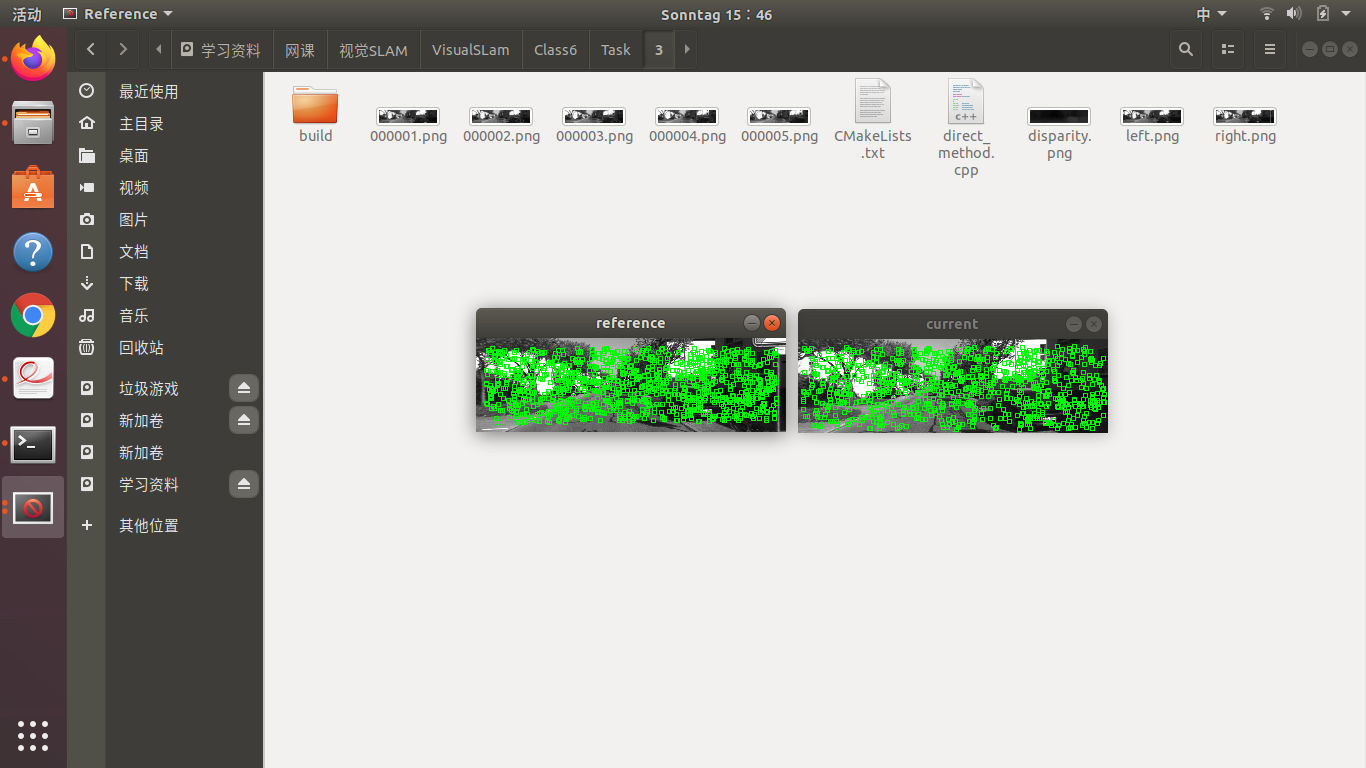 活动
Reference
Sonntag 15：46
中
学习资料
网课
视觉SLAM
VisualSLam
Class6
Task
3
最近使用
主目录
桌面
视频
图片
文档
下载
音乐
回收站
垃圾游戏
新加卷
新加卷
学习资料
其他位置
build
000001.png
000002.png
000003.png
000004.png
000005.png
CMakeLists
.txt
c++
direct_
method.
cpp
disparity.
png
left.png
right.png
reference
current